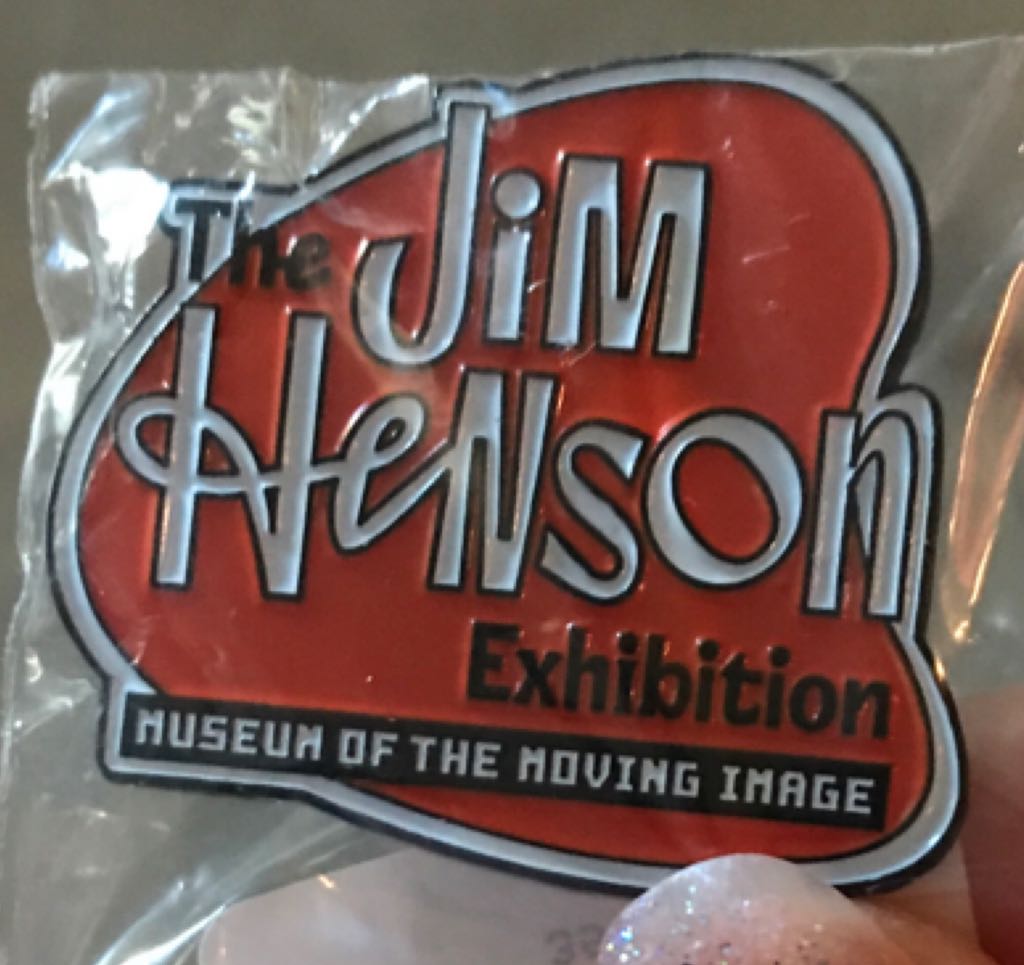 The JiM
HeNsoN
Exhibition
MUSEUM OF THE MOVING IMAGE